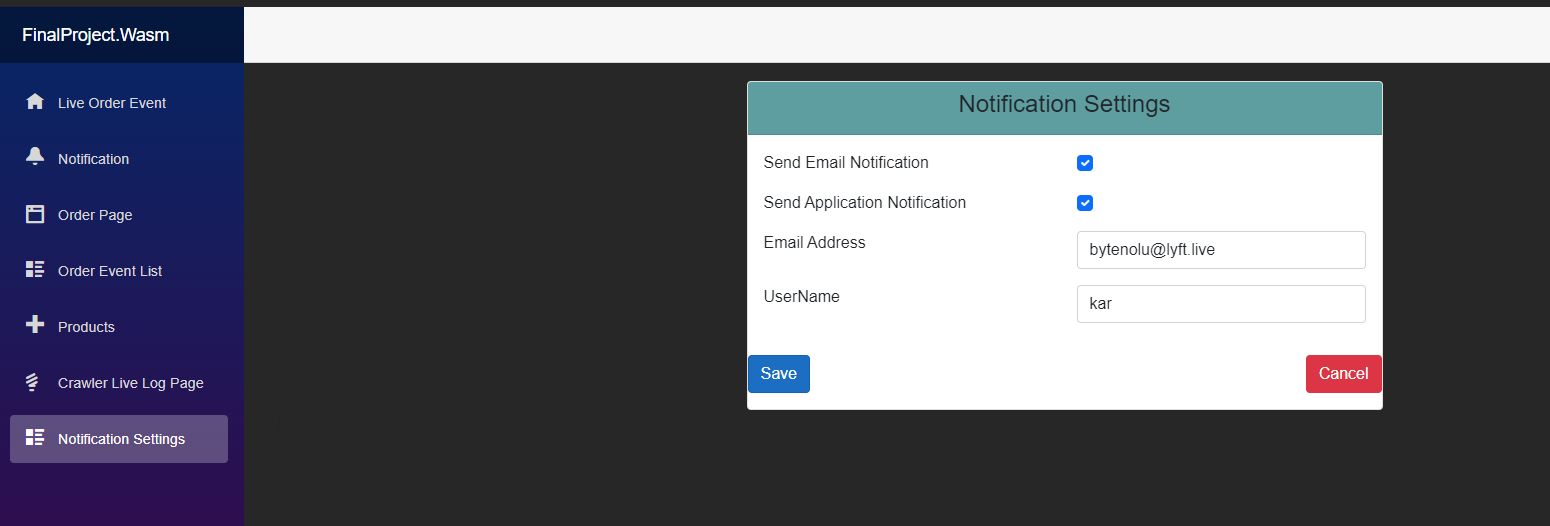 FinalProject.Wasm
Live Order Event
Notification
Order Page
Order Event List
Products
Crawler Live Log Page
Notification Settings
Notification Settings
Send Email Notification
Send Application Notification
Email Address
bytenolu@lyft.live
UserName
kar
Save
Cancel